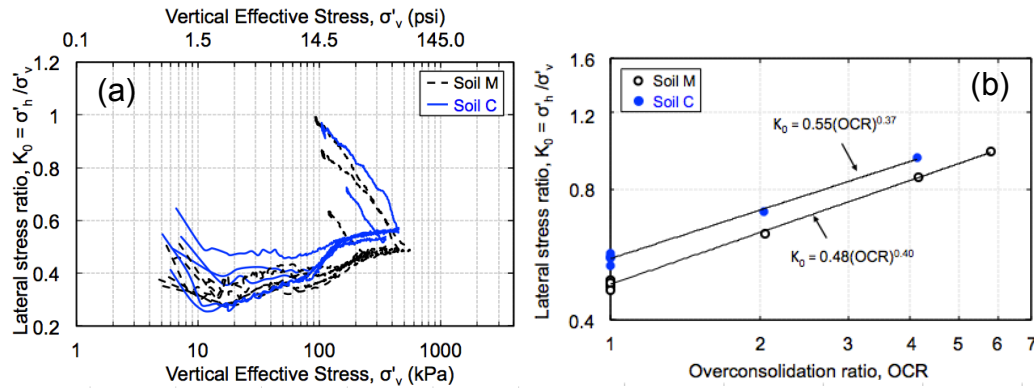 Vertical Effective Stress, σ'v (psi)
0.1 1.5 14.5 145.0
(a)
Soil M
Soil C
Lateral stress ratio, K0 = σ'h /σ'v
1.2
1
0.8
0.6
0.4
0.2
1 10 100 1000
Vertical Effective Stress, σ'v (kPa)
(b)
Soil M
Soil C
Lateral stress ratio, K0 = σ'h/σ'v
1.6
1.2
0.8
0.4
K0 = 0.55(OCR)0.37
K0 = 0.48(OCR)0.40
1 2 3 4 5 6 7
Overconsolidation ratio, OCR